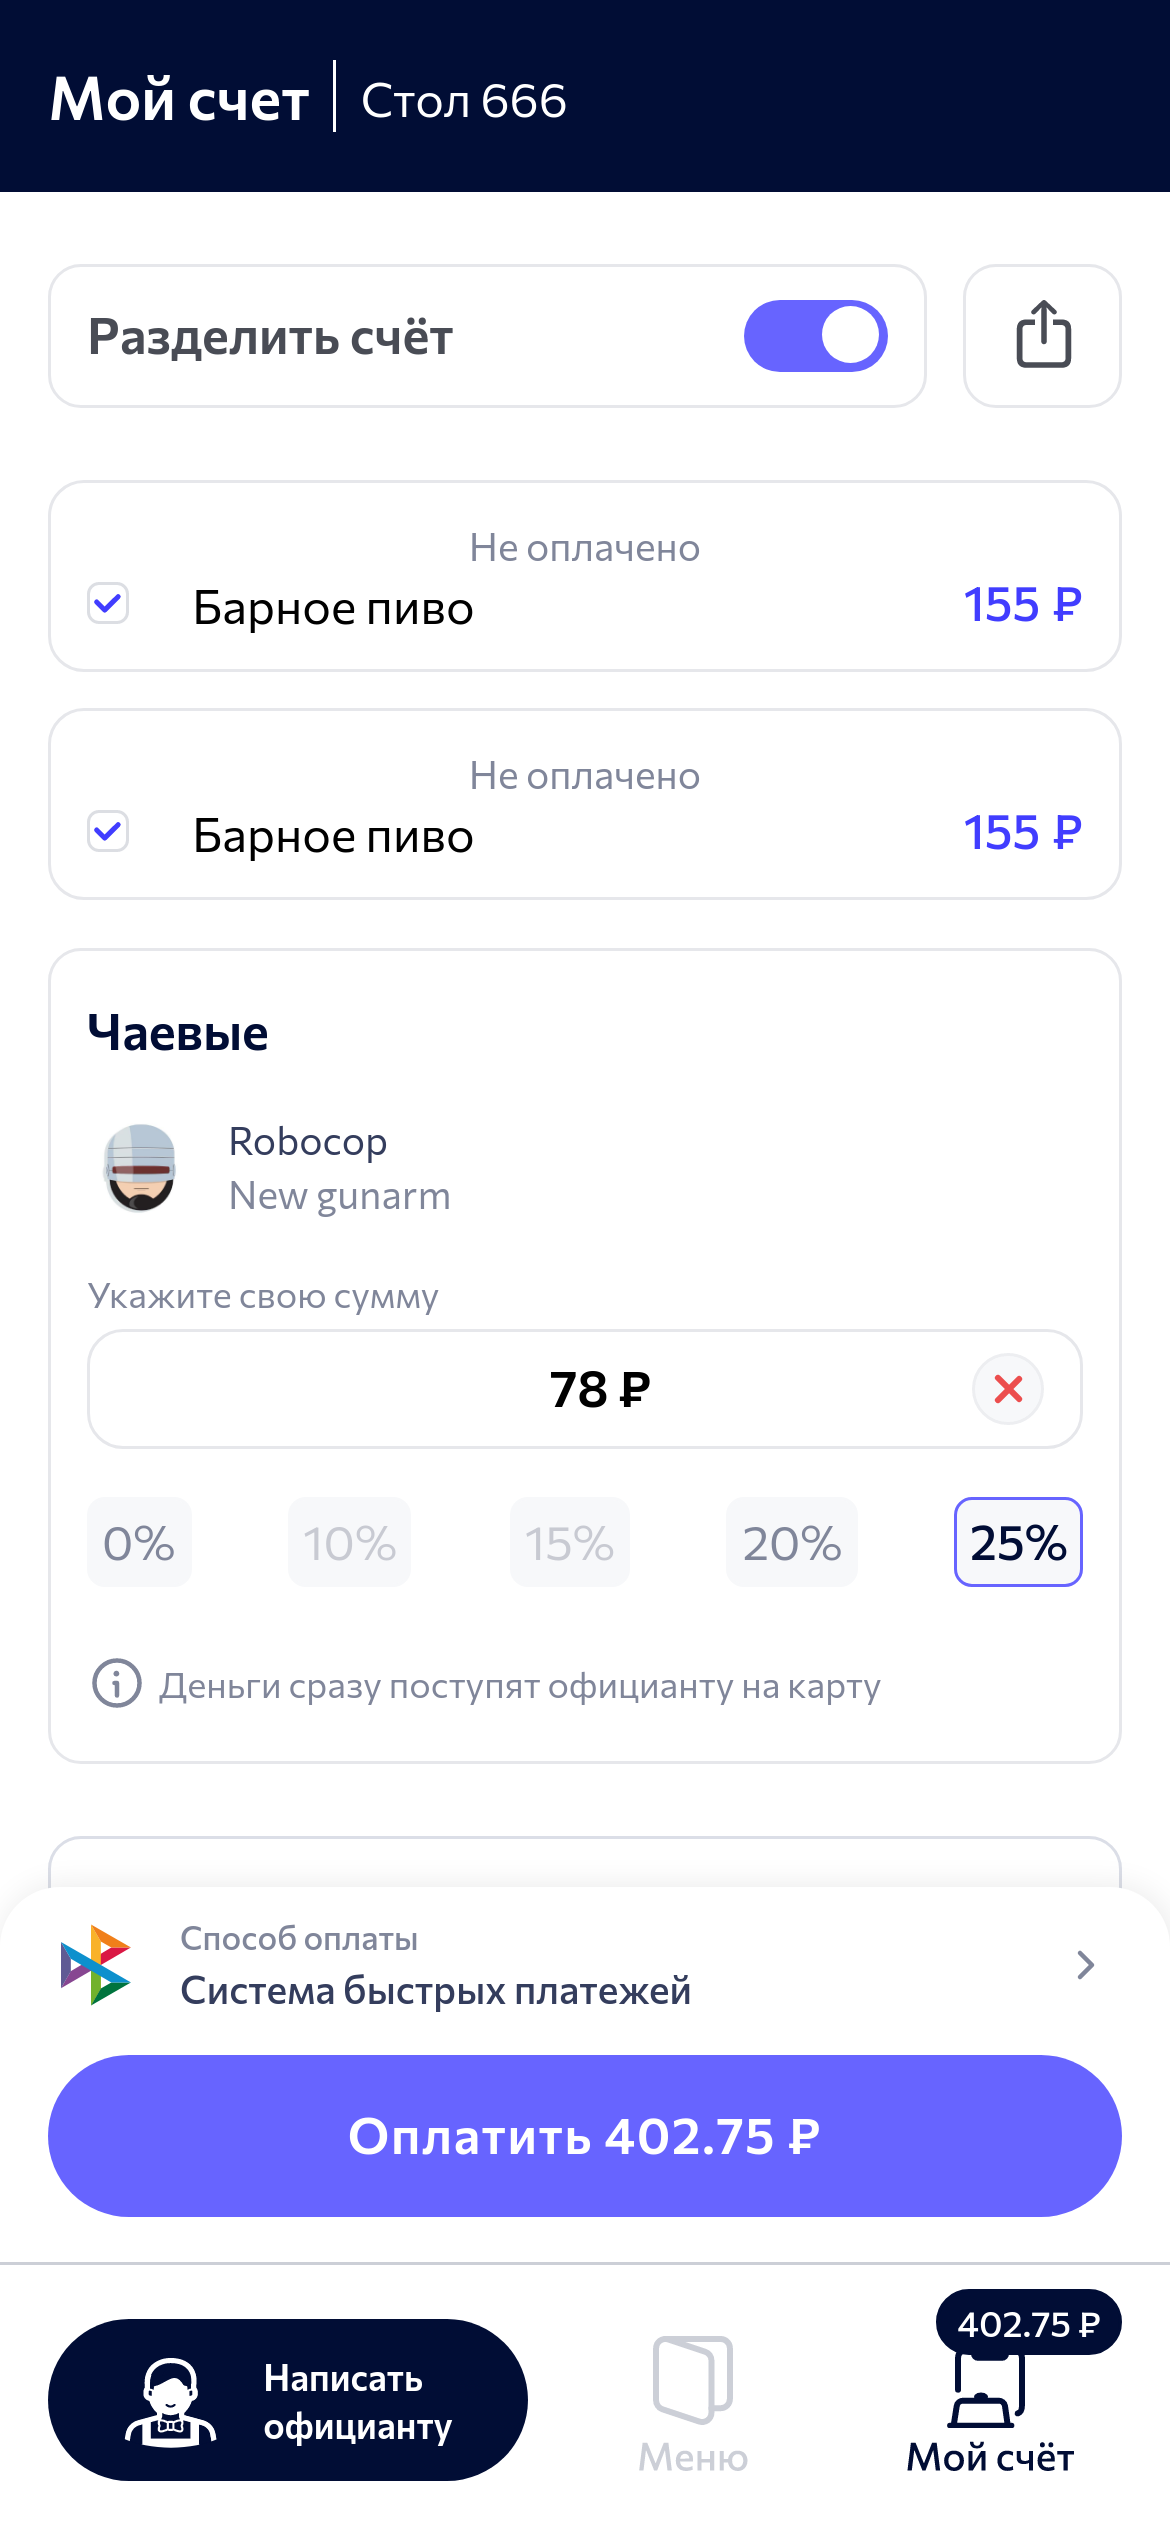 Мой счет
Стол 666
Разделить счёт
Не оплачено
Барное пиво
155 ₽
Не оплачено
Барное пиво
155 ₽
Чаевые
Robocop
New gunarm
Укажите свою сумму
78 ₽
0% 10% 15% 20% 25%
Деньги сразу поступят официанту на карту
Способ оплаты
Система быстрых платежей
Оплатить 402.75 ₽
402.75 ₽
Написать
официанту
Меню
Мой счёт